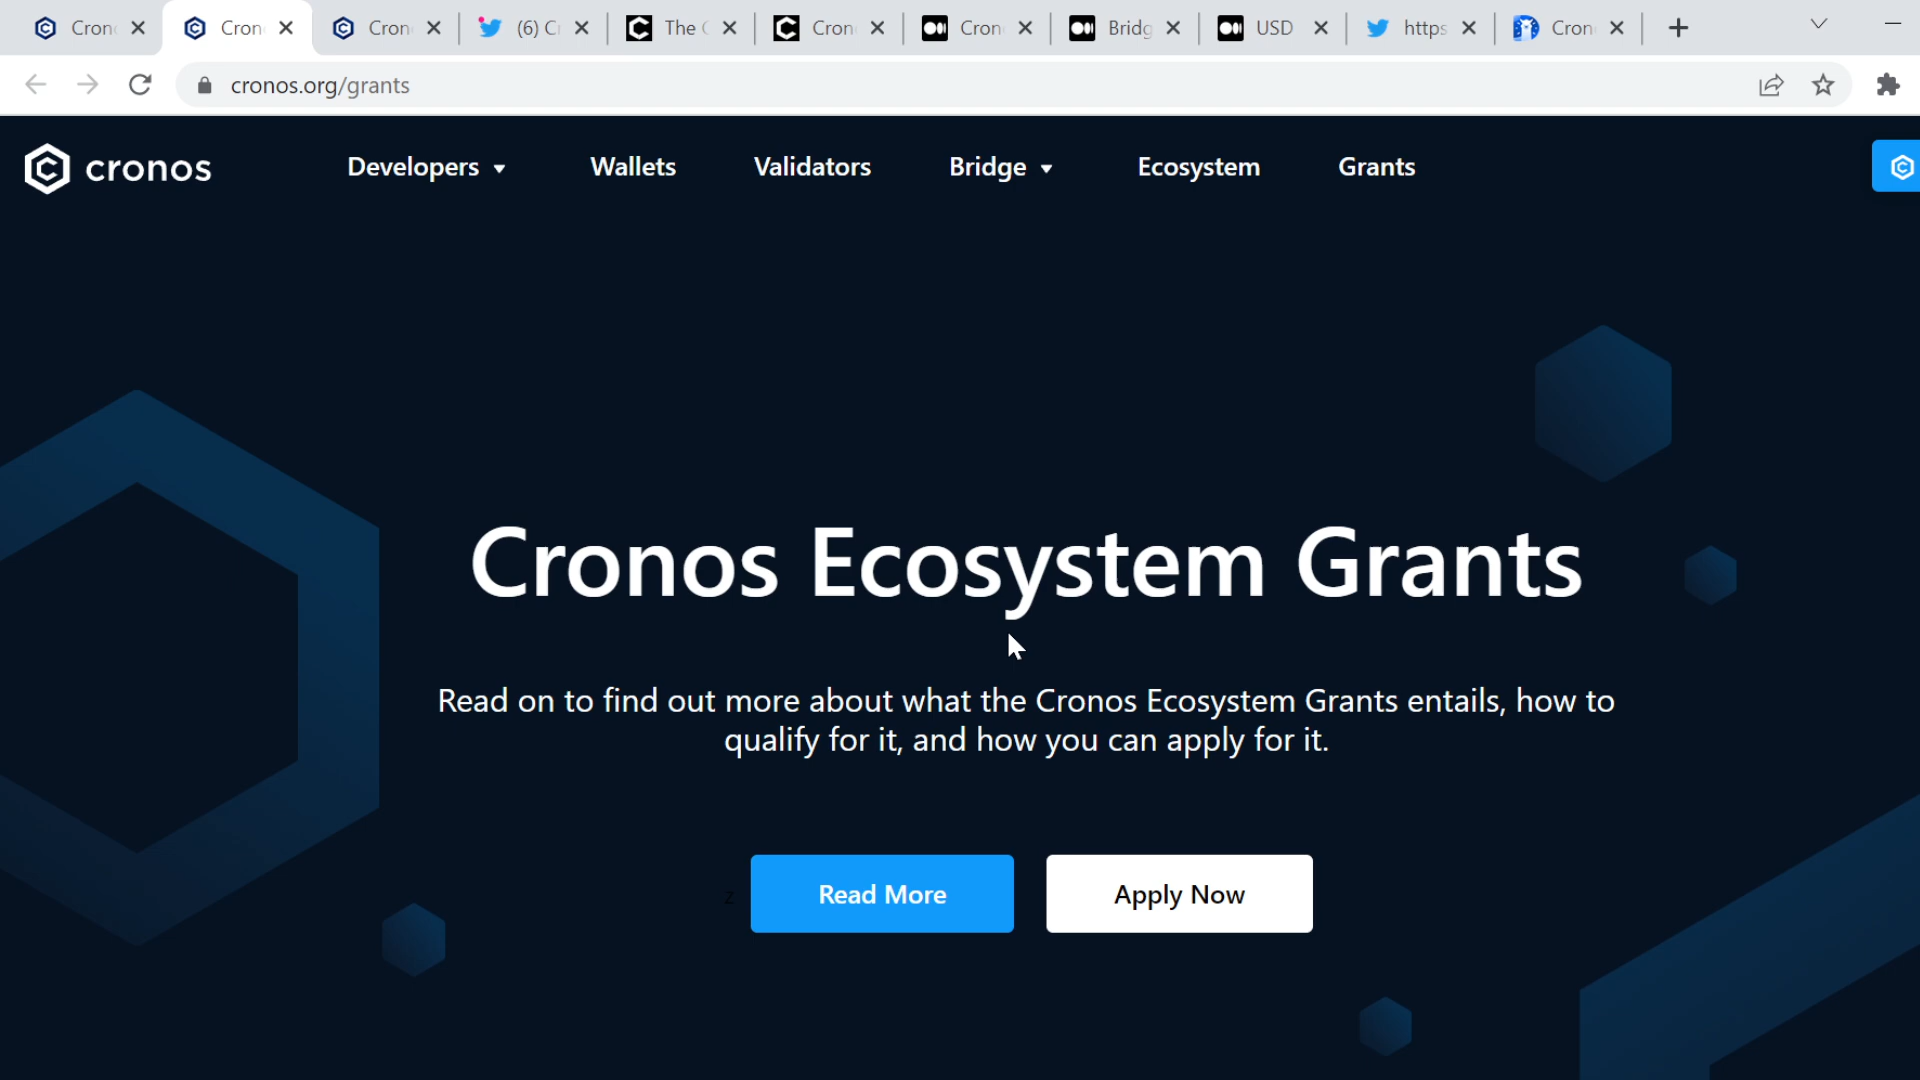 Cron Cron Cron (6) C The Cron Cron Bridg USD https Cron
cronos.org/grants
cronos Developers Wallets Validators Bridge Ecosystem Grants
Cronos Ecosystem Grants
Read on to find out more about what the Cronos Ecosystem Grants entails, how to
qualify for it, and how you can apply for it.
z Read More Apply Now